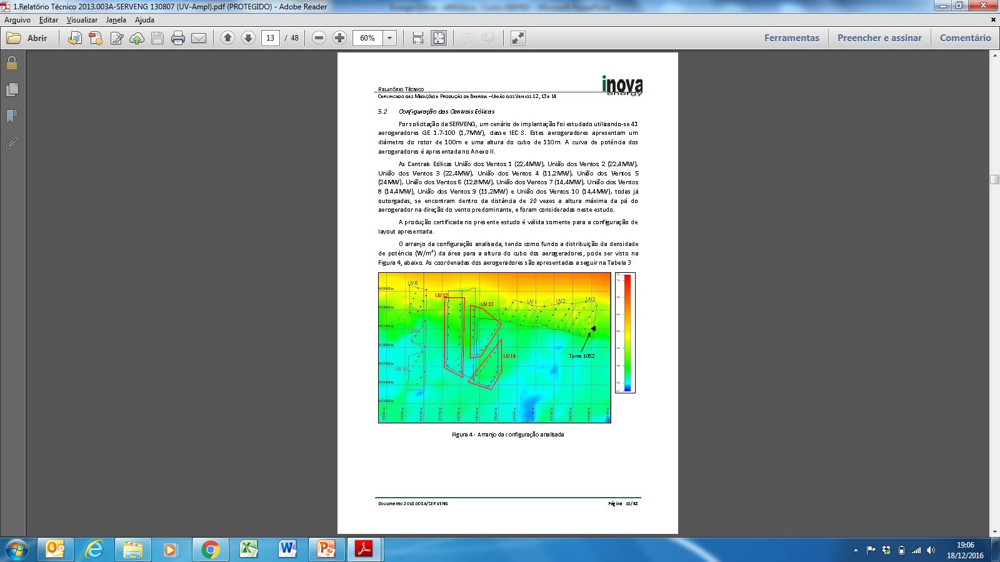 1.Relatório Técnico 2013.003A-SERVENG 130807 (UV-Ampl).pdf (PROTEGIDO) - Adobe Reader
Arquivo Editar Visualizar Janela Ajuda
Abrir 13 / 48 60% Ferramentas Preencher e assinar Comentário
inova
energy
RELATÓRIO TÉCNICO
CERTIFICADO DAS MEDIÇÕES E PRODUÇÃO DE ENERGIA –UNIÃO DOS VENTOS 12, 13 E 14
5.2 Configuração das Centrais Eólicas
Por solicitação da SERVENG, um cenário de implantação foi estudado utilizando-se 41
aerogeradores GE 1.7-100 (1,7MW), classe IEC S. Estes aerogeradores apresentam um
diâmetro do rotor de 100m e uma altura do cubo de 110m. A curva de potência dos
aerogeradores é apresentada no Anexo II.
As Centrais Eólicas União dos Ventos 1 (22,4MW), União dos Ventos 2 (22,4MW),
União dos Ventos 3 (22,4MW), União dos Ventos 4 (11,2MW), União dos Ventos 5
(24MW), União dos Ventos 6 (12,8MW), União dos Ventos 7 (14,4MW), União dos Ventos
8 (14,4MW), União dos Ventos 9 (11,2MW) e União dos Ventos 10 (14,4MW), todas já
outorgadas, se encontram dentro da distância de 20 vezes a altura máxima da pá do
aerogerador na direção do vento predominante, e foram consideradas neste estudo.
A produção certificada no presente estudo é válida somente para a configuração de
layout apresentada.
O arranjo da configuração analisada, tendo como fundo a distribuição da densidade
de potência (W/m²) da área para a altura do cubo dos aerogeradores, pode ser visto na
Figura 4, abaixo. As coordenadas dos aerogeradores são apresentadas a seguir na Tabela 3
UV 8
UV 12
UV 13
UV 1
UV2
UV3
Torre 1052
UV14
UV 10
Figura 4 - Arranjo da configuração analisada
Documento 2013.003A/SERVENG Página 13/48
19:06
18/12/2016